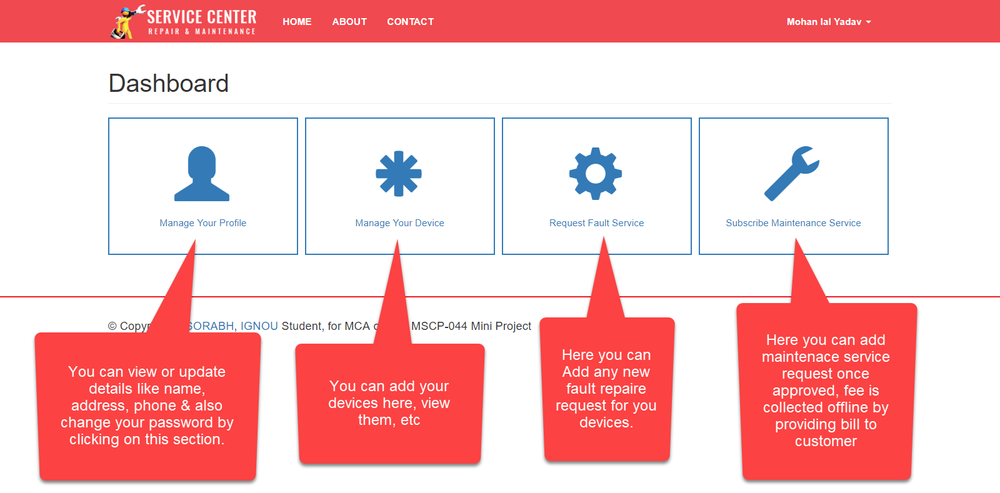 SERVICE CENTER
REPAIR & MAINTENANCE
HOME
ABOUT
CONTACT
Mohan lal Yadav
Dashboard
Manage Your Profile
Manage Your Device
Request Fault Service
Subscribe Maintenance Service
© SORABH, IGNOU Student, for MCA MSCP-044 Mini Project
You can view or update
details like name,
address, phone & also
change your password by
clicking on this section.
You can add your
devices here, view
them, etc
Here you can
Add any new
fault repaire
request for you
devices.
Here you can add
maintenace service
request once
approved, fee is
collected offline by
providing bill to
customer